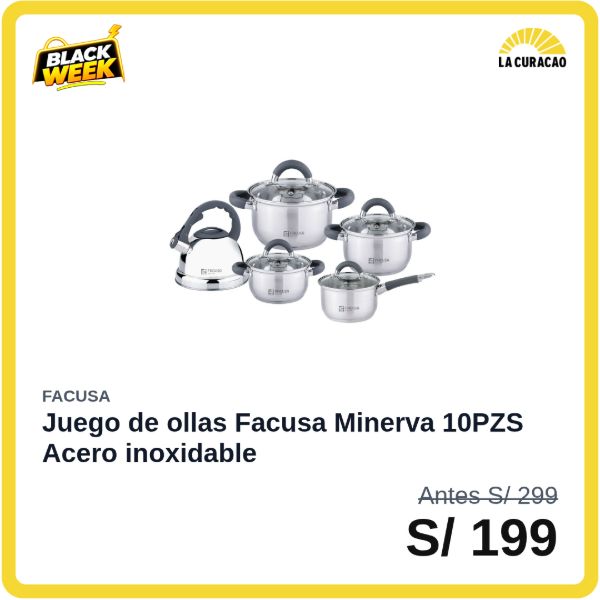 BLACK
WEEK
LA CURACAO
FACUSA
Juego de ollas Facusa Minerva 10PZS
Acero inoxidable
Antes S/ 299
S/ 199